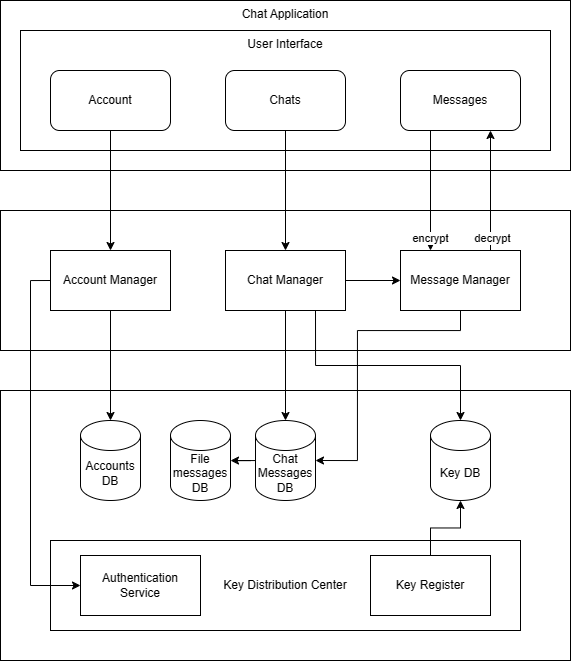 Chat Application
User Interface
Account
Chats
Messages
encrypt
decrypt
Account Manager
Chat Manager
Message Manager
Accounts
DB
File
messages
DB
Chat
Messages
DB
Key DB
Authentication
Service
Key Distribution Center
Key Register